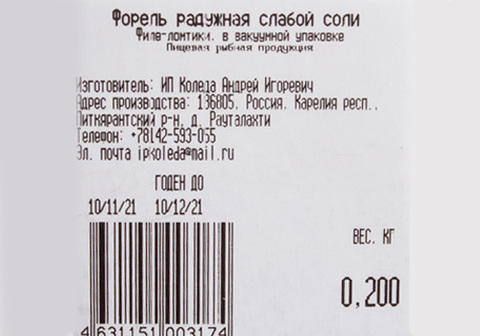 Форель радужная слабой соли
Филе-ломтики, в вакуумной упаковке
Пищевая рыбная продукция
Изготовитель: ИП Коледа Андрей Игоревич
Адрес производства: 186805, Россия, Карелия респ.,
Питкярантский р-н, д. Рауталахти
Телефон: +78142-593-055
Эл. почта ipkoleda@mail.ru
ГОДЕН ДО
10/11/21 10/12/21
ВЕС. КГ
0,200
4 631151 003174